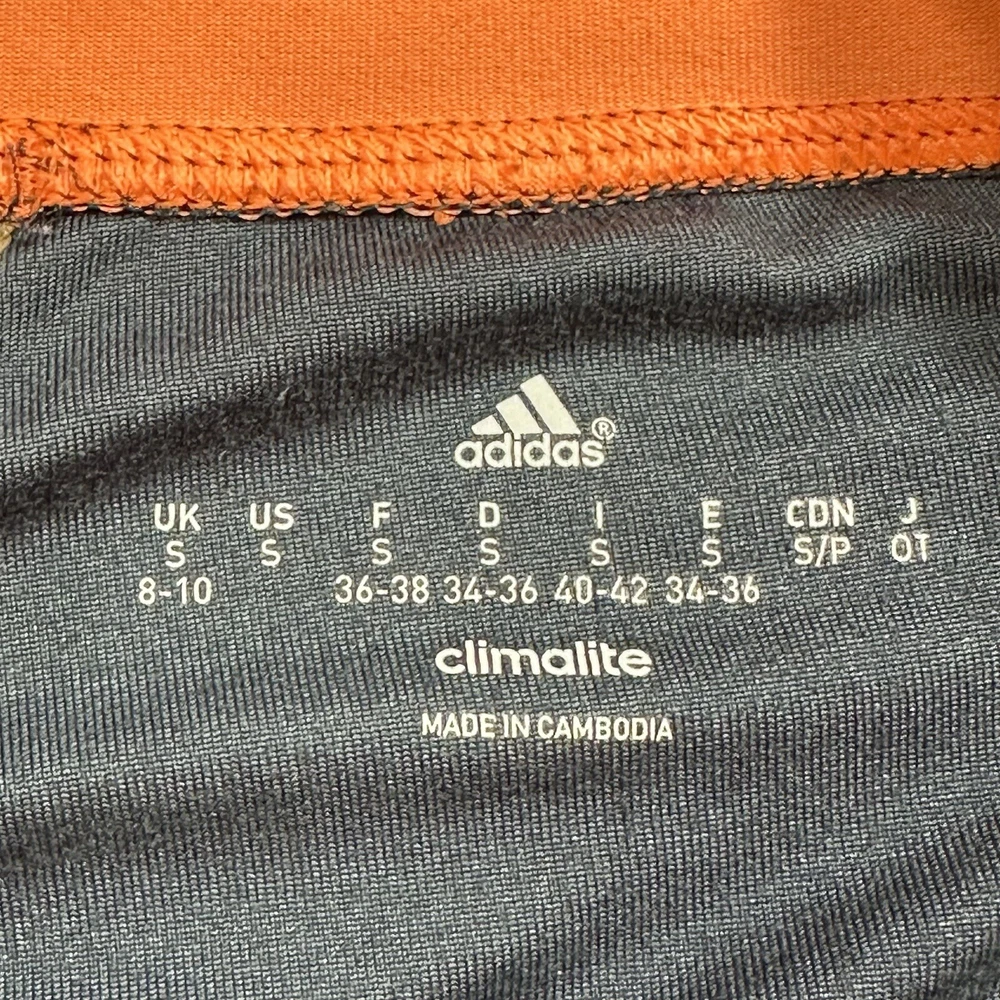 adidas®
UK US F D I E CDN J
S S S S S S S/P OT
8-10 36-38 34-36 40-42 34-36
climalite
MADE IN CAMBODIA